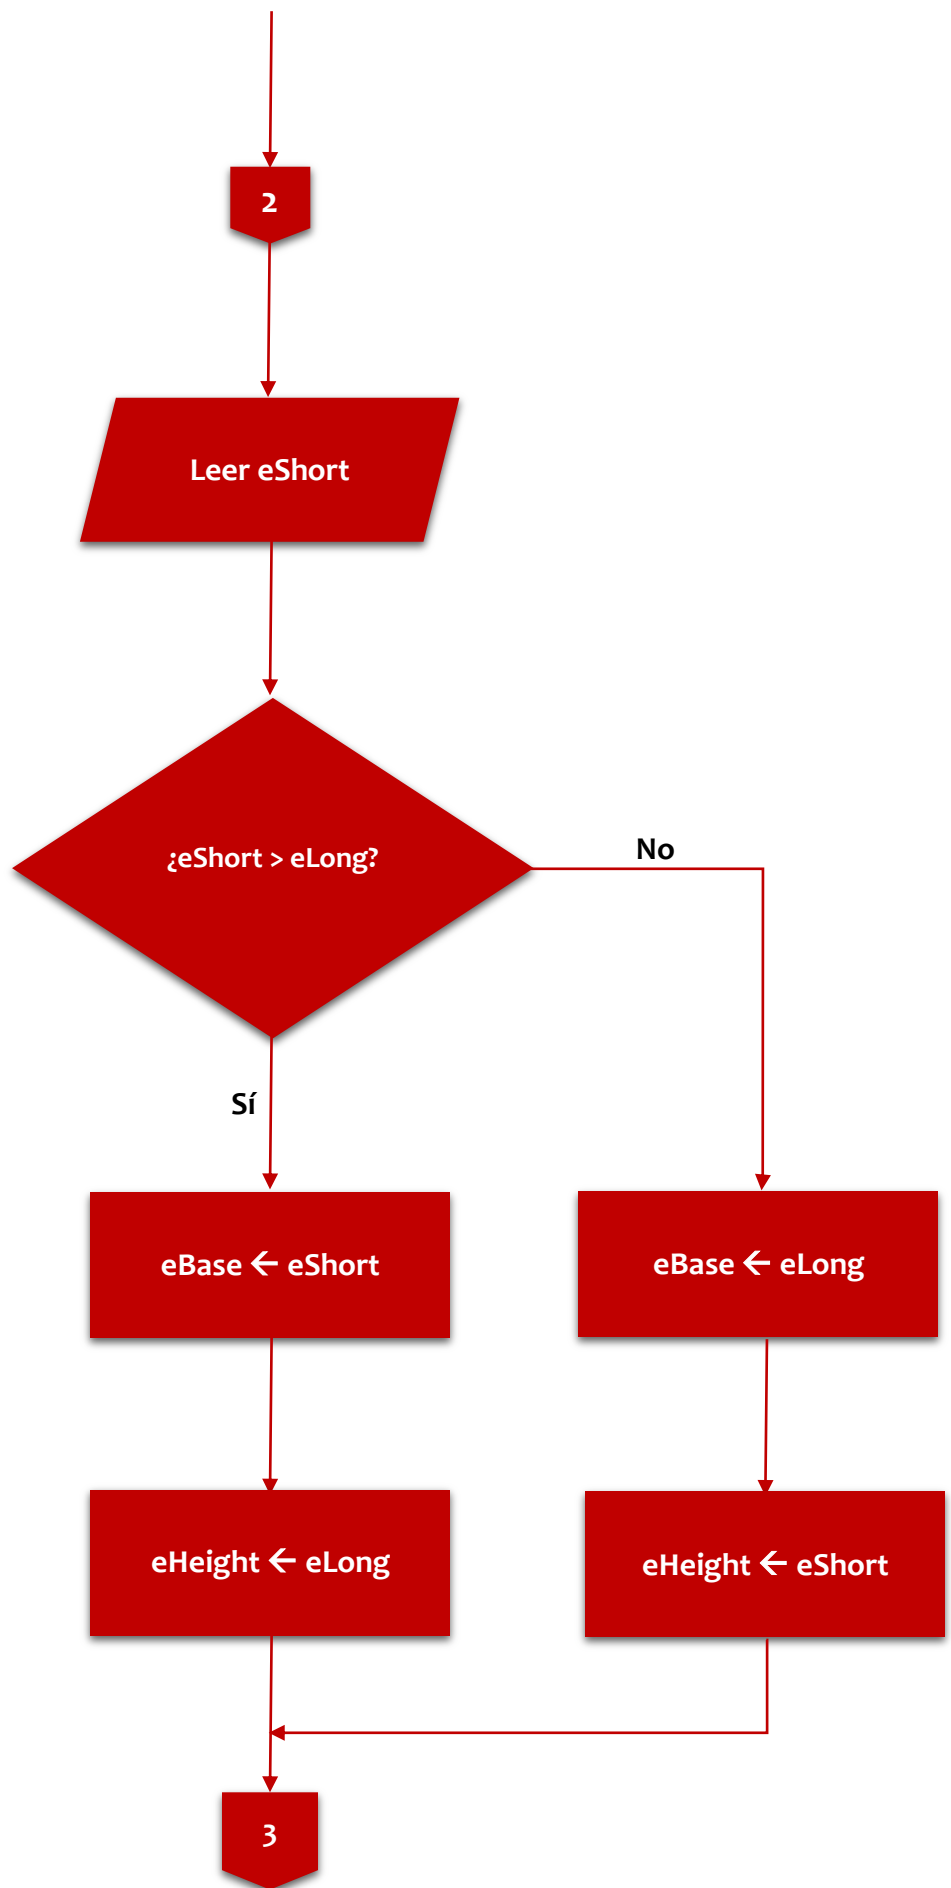 2
Leer eShort
¿eShort > eLong?
No
Sí
eBase ← eShort
eBase ← eLong
eHeight ← eLong
eHeight ← eShort
3